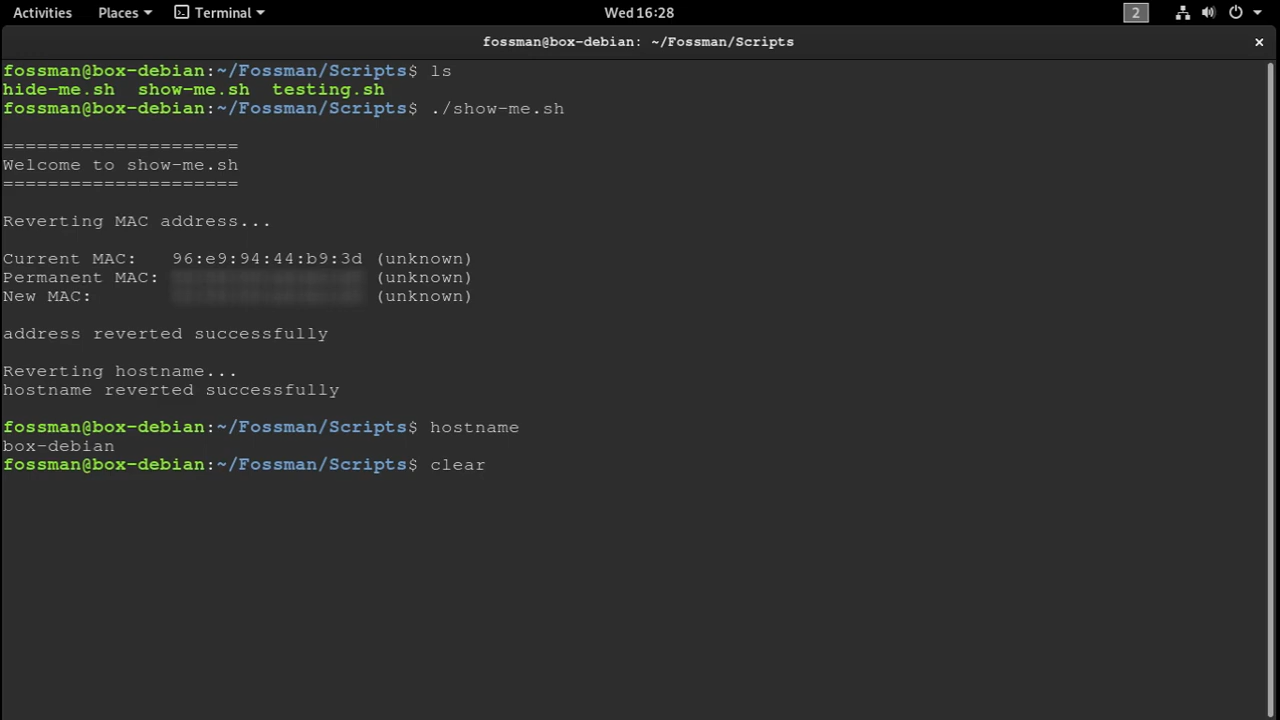 Activities Places Terminal Wed 16:28 2
fossman@box-debian: ~/Fossman/Scripts ×
fossman@box-debian:~/Fossman/Scripts$ ls
hide-me.sh show-me.sh testing.sh
fossman@box-debian:~/Fossman/Scripts$ ./show-me.sh
=====================
Welcome to show-me.sh
=====================
Reverting MAC address...
Current MAC: 96:e9:94:44:b9:3d (unknown)
Permanent MAC: (unknown)
New MAC: (unknown)
address reverted successfully
Reverting hostname...
hostname reverted successfully
fossman@box-debian:~/Fossman/Scripts$ hostname
box-debian
fossman@box-debian:~/Fossman/Scripts$ clear